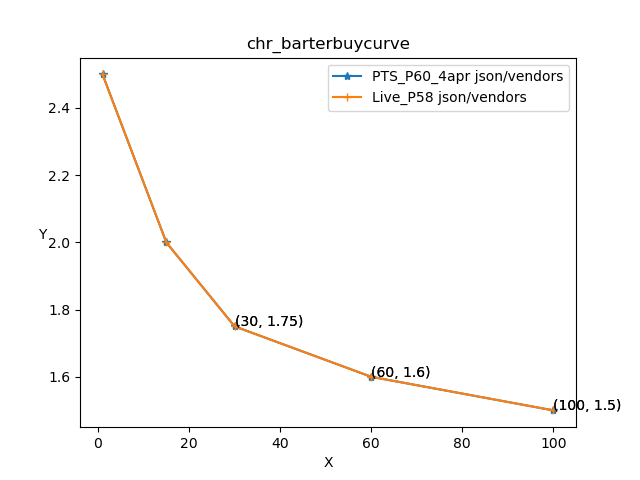 chr_barterbuycurve
PTS_P60_4apr json/vendors
Live_P58 json/vendors
2.4
2.2
2.0
1.8
1.6
Y
(30, 1.75)
(60, 1.6)
(100, 1.5)
0
20
40
60
80
100
X